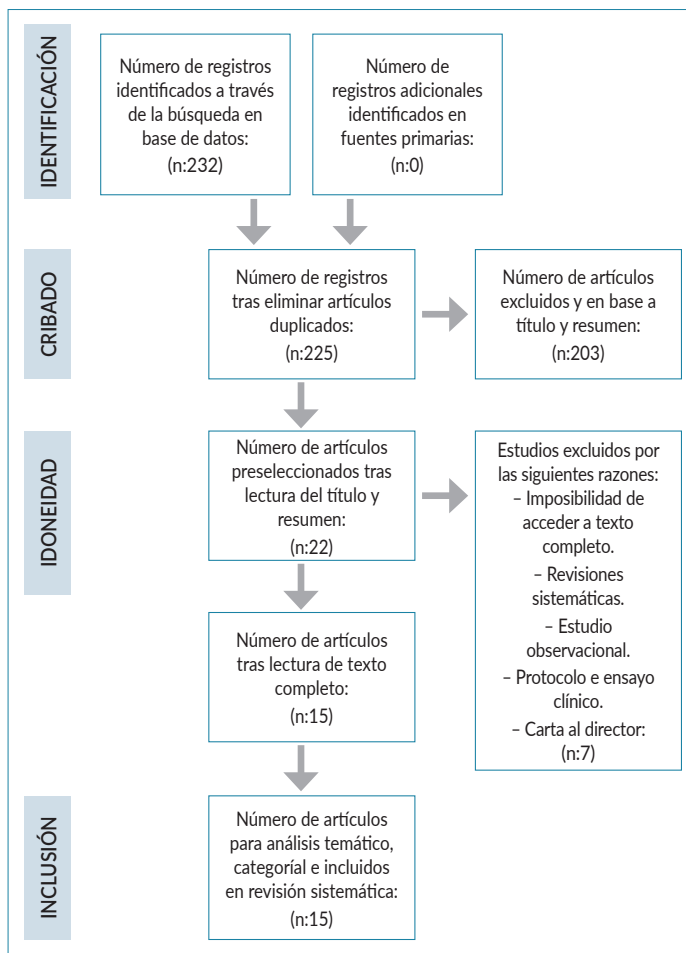 IDENTIFICACIÓN
Número de registros
identificados a través
de la búsqueda en
base de datos:
(n:232)
Número de
registros adicionales
identificados en
fuentes primarias:
(n:0)
CRIBADO
Número de registros
tras eliminar artículos
duplicados:
(n:225)
Número de artículos
excluidos y en base a
título y resumen:
(n:203)
IDONEIDAD
Número de artículos
preseleccionados tras
lectura del título y
resumen:
(n:22)
Estudios excluidos por
las siguientes razones:
– Imposibilidad de
acceder a texto
completo.
– Revisiones
sistemáticas.
– Estudio
observacional.
– Protocolo e ensayo
clínico.
– Carta al director:
(n:7)
Número de artículos
tras lectura de texto
completo:
(n:15)
INCLUSIÓN
Número de artículos
para análisis temático,
categoríal e incluidos
en revisión sistemática:
(n:15)